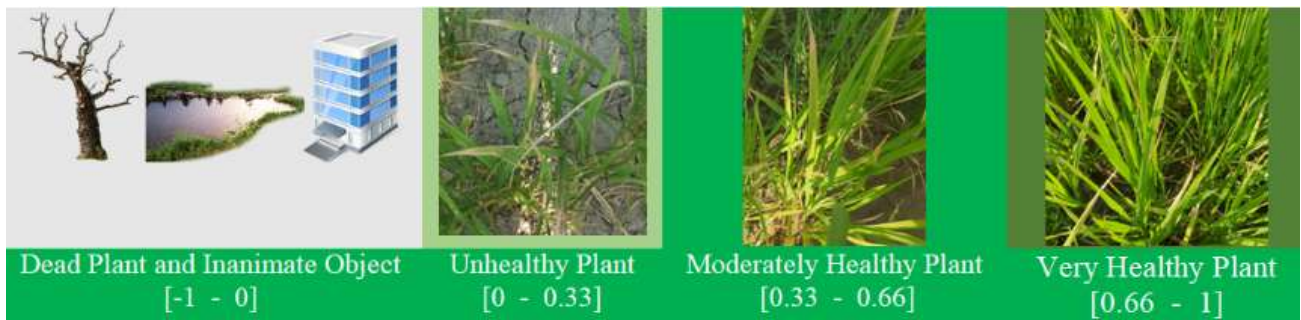 Dead Plant and Inanimate Object
[-1 - 0]
Unhealthy Plant
[0 - 0.33]
Moderately Healthy Plant
[0.33 - 0.66]
Very Healthy Plant
[0.66 - 1]